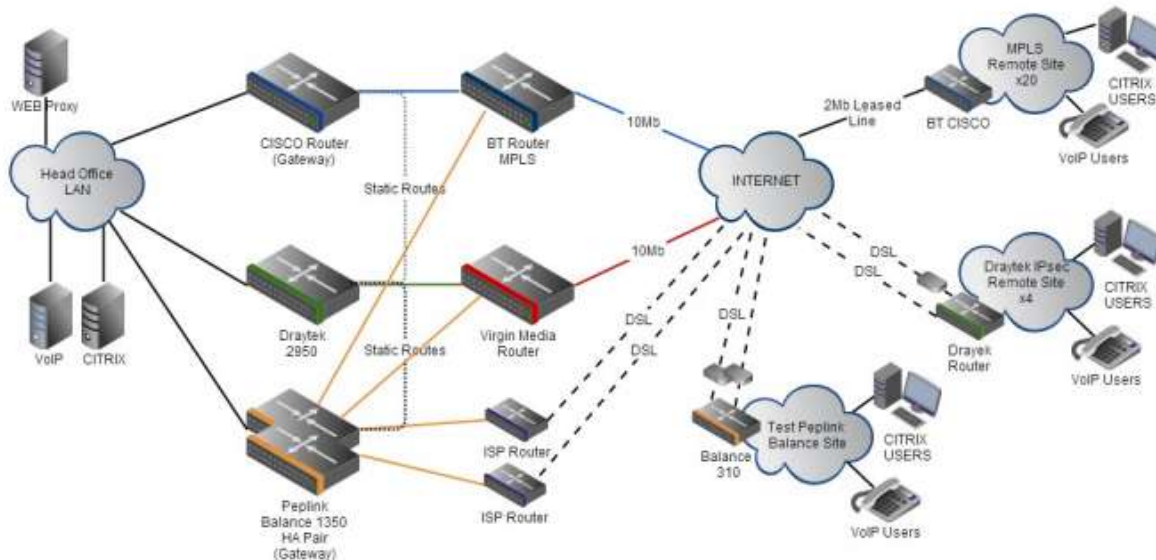 WEB Proxy
Head Office
LAN
VoIP
CITRIX
CISCO Router
(Gateway)
BT Router
MPLS
Static Routes
Draytek
2950
Virgin Media
Router
Static Routes
Peplink
Balance 1350
HA Pair
(Gateway)
ISP Router
ISP Router
10Mb
10Mb
INTERNET
2Mb Leased
Line
BT CISCO
MPLS
Remote Site
x20
CITRIX
USERS
VoIP Users
DSL
DSL
Draytek IPsec
Remote Site
x4
Drayek
Router
CITRIX
USERS
VoIP Users
DSL
DSL
DSL
Balance
310
Test Peplink
Balance Site
CITRIX
USERS
VoIP Users